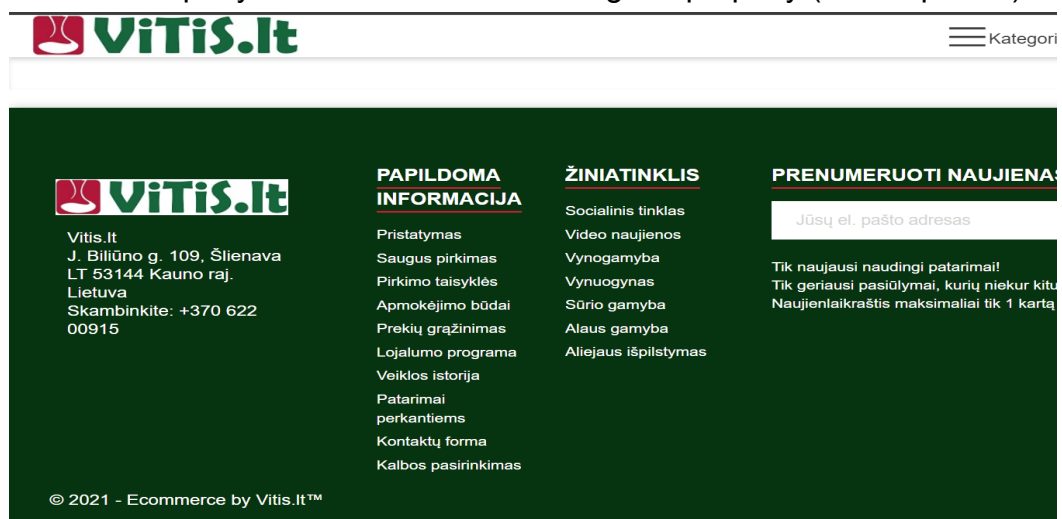 ViTiS.lt
Kategori
ViTiS.lt
Vitis.lt
J. Biliūno g. 109, Šlienava
LT 53144 Kauno raj.
Lietuva
Skambinkite: +370 622
00915
PAPILDOMA
INFORMACIJA
Pristatymas
Saugus pirkimas
Pirkimo taisyklės
Apmokėjimo būdai
Prekių grąžinimas
Lojalumo programa
Veiklos istorija
Patarimai
perkantiems
Kontaktų forma
Kalbos pasirinkimas
ŽINIATINKLIS
Socialinis tinklas
Video naujienos
Vynogamyba
Vynuogynas
Sūrio gamyba
Alaus gamyba
Aliejaus išpilstymas
PRENUMERUOTI NAUJIENAS
Jūsų el. pašto adresas
Tik naujausi naudingi patarimai!
Tik geriausi pasiūlymai, kurių niekur kitu
Naujienlaikraštis maksimaliai tik 1 kartą
© 2021 - Ecommerce by Vitis.lt™